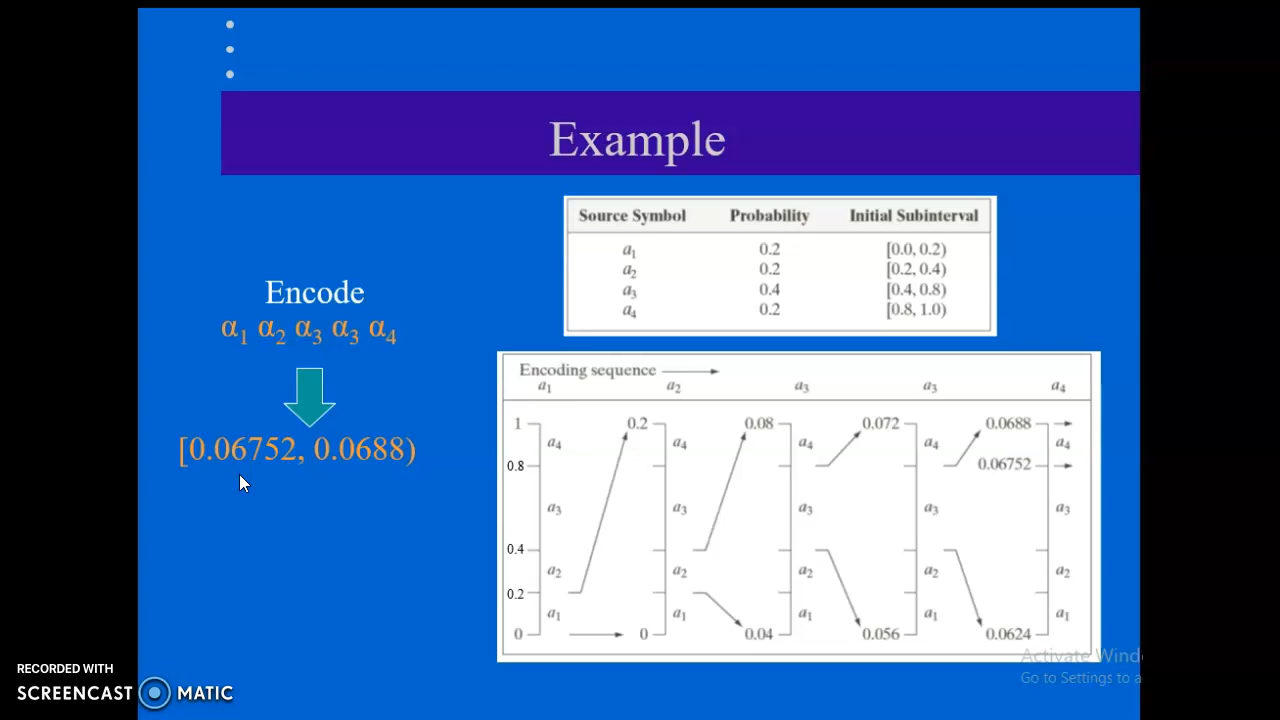 Example
Source Symbol Probability Initial Subinterval
a1 0.2 [0.0, 0.2)
a2 0.2 [0.2, 0.4)
a3 0.4 [0.4, 0.8)
a4 0.2 [0.8, 1.0)
Encode
α1 α2 α3 α3 α4
[0.06752, 0.0688)
Encoding sequence
a1 a2 a3 a3 a4
1 0.2 0.08 0.072 0.0688
a4 a4 a4 a4 a4
0.8 0.06752
a3 a3 a3 a3 a3
0.4
a2 a2 a2 a2 a2
0.2
a1 a1 a1 a1 a1
0 0 0.04 0.056 0.0624
Activate Wind
Go to Settings to a
RECORDED WITH
SCREENCAST MATIC